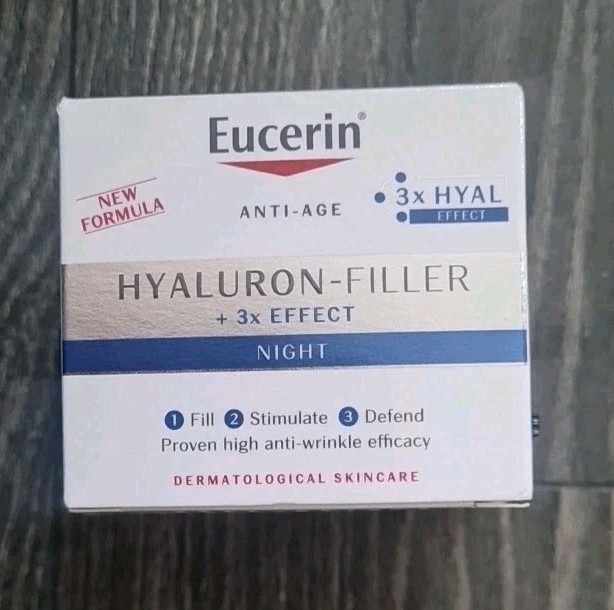 Eucerin®
NEW
FORMULA
ANTI-AGE
3x HYAL
EFFECT
HYALURON-FILLER
+ 3x EFFECT
NIGHT
1 Fill 2 Stimulate 3 Defend
Proven high anti-wrinkle efficacy
DERMATOLOGICAL SKINCARE